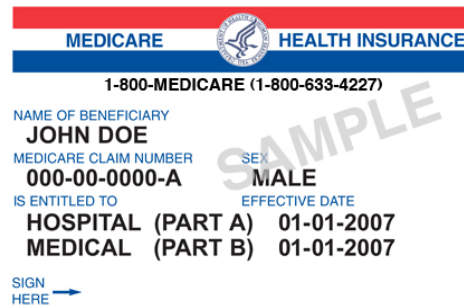 MEDICARE HEALTH INSURANCE
1-800-MEDICARE (1-800-633-4227)
NAME OF BENEFICIARY
JOHN DOE
MEDICARE CLAIM NUMBER SEX
000-00-0000-A MALE
IS ENTITLED TO EFFECTIVE DATE
HOSPITAL (PART A) 01-01-2007
MEDICAL (PART B) 01-01-2007
SIGN
HERE
SAMPLE